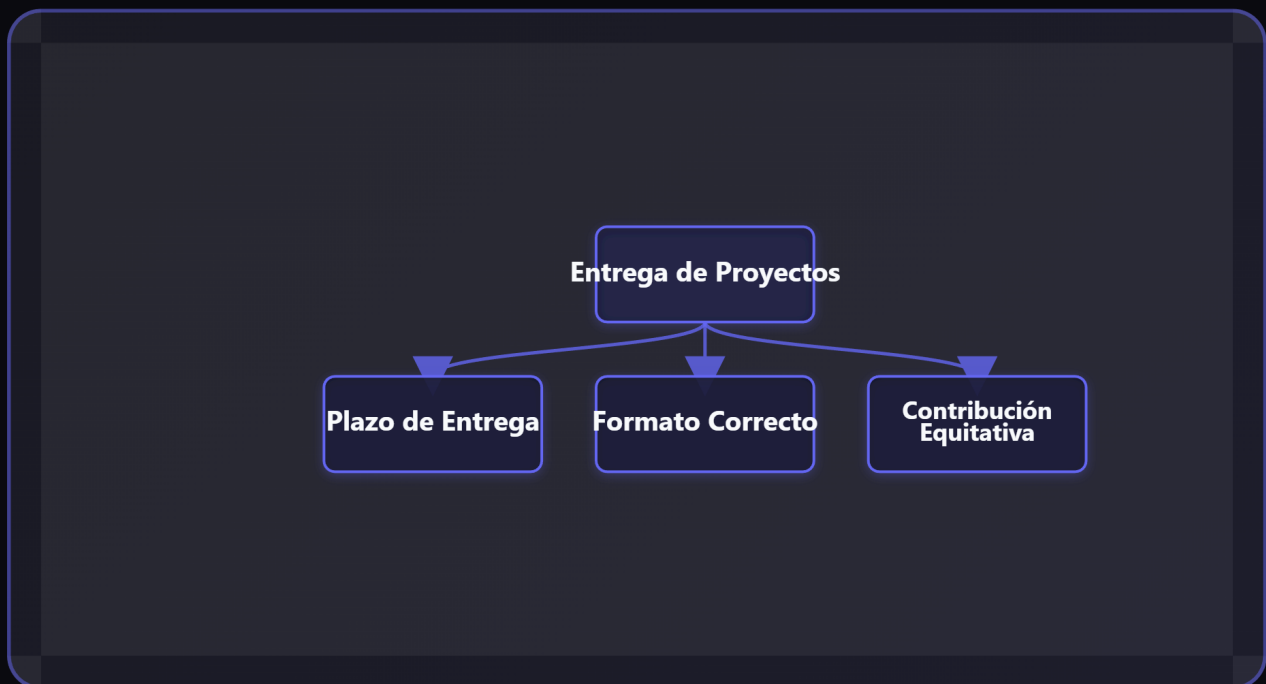 Entrega de Proyectos
Plazo de Entrega
Formato Correcto
Contribución
Equitativa